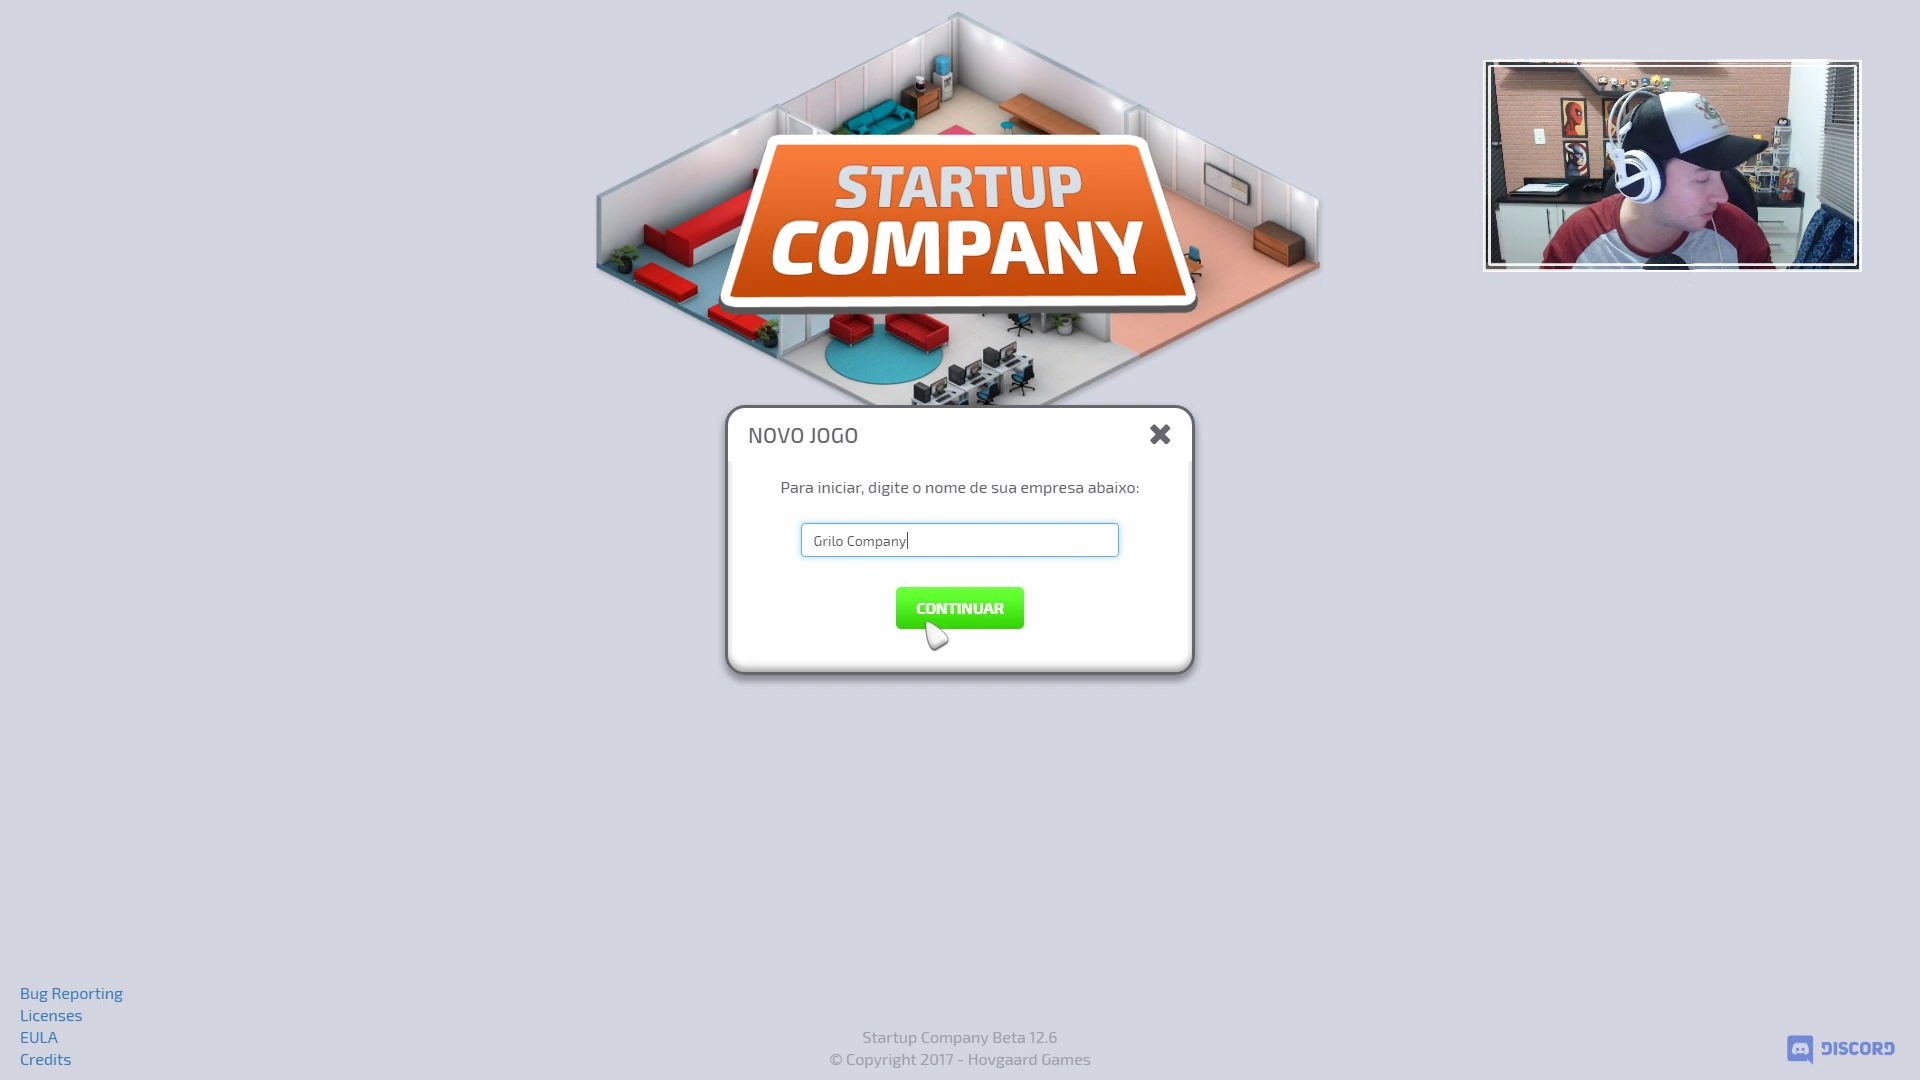 STARTUP
COMPANY
NOVO JOGO
Para iniciar, digite o nome de sua empresa abaixo:
Grilo Company
CONTINUAR
Bug Reporting
Licenses
EULA
Credits
Startup Company Beta 12.6
© Copyright 2017 - Hovgaard Games
DISCORD